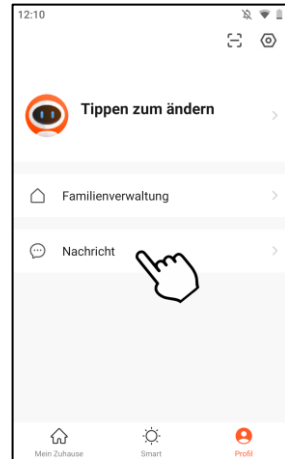 12:10
Tippen zum ändern
Familienverwaltung
Nachricht
Mein Zuhause
Smart
Profil